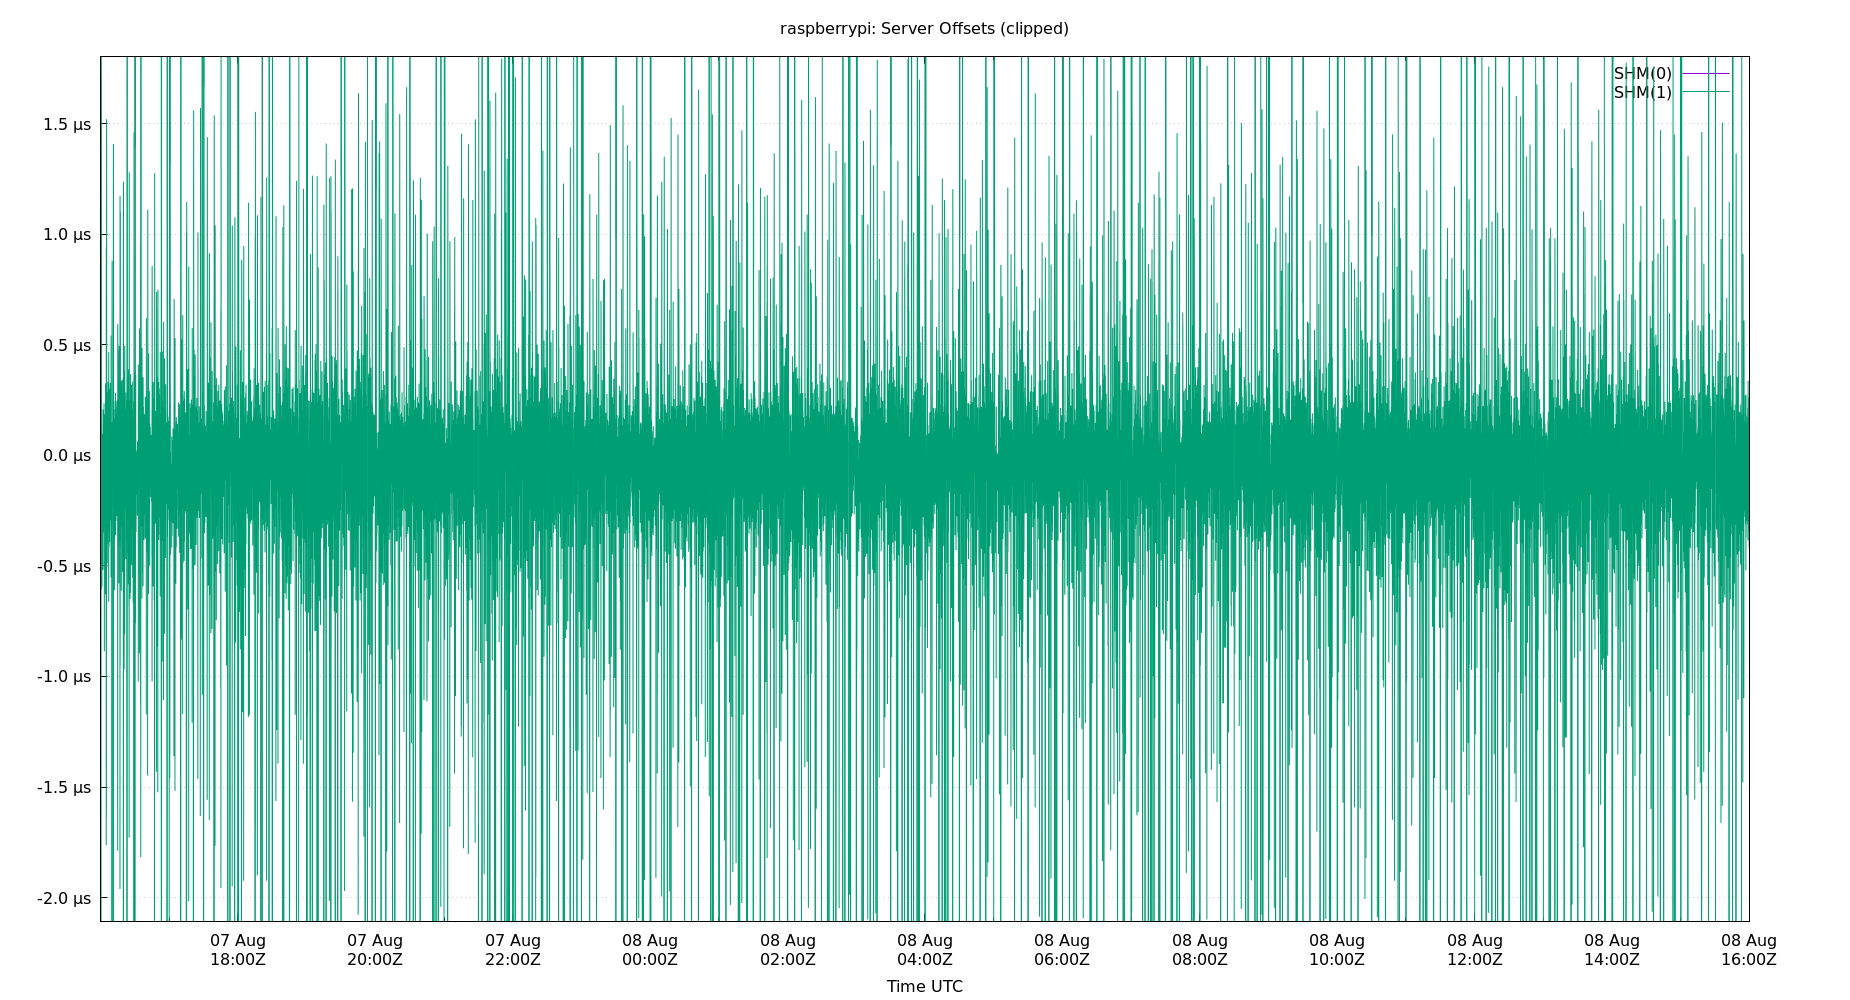 raspberrypi: Server Offsets (clipped)
SHM(0)
SHM(1)
1.5 µs
1.0 µs
0.5 µs
0.0 µs
-0.5 µs
-1.0 µs
-1.5 µs
-2.0 µs
07 Aug 07 Aug 07 Aug 08 Aug 08 Aug 08 Aug 08 Aug 08 Aug 08 Aug 08 Aug 08 Aug 08 Aug
18:00Z 20:00Z 22:00Z 00:00Z 02:00Z 04:00Z 06:00Z 08:00Z 10:00Z 12:00Z 14:00Z 16:00Z
Time UTC